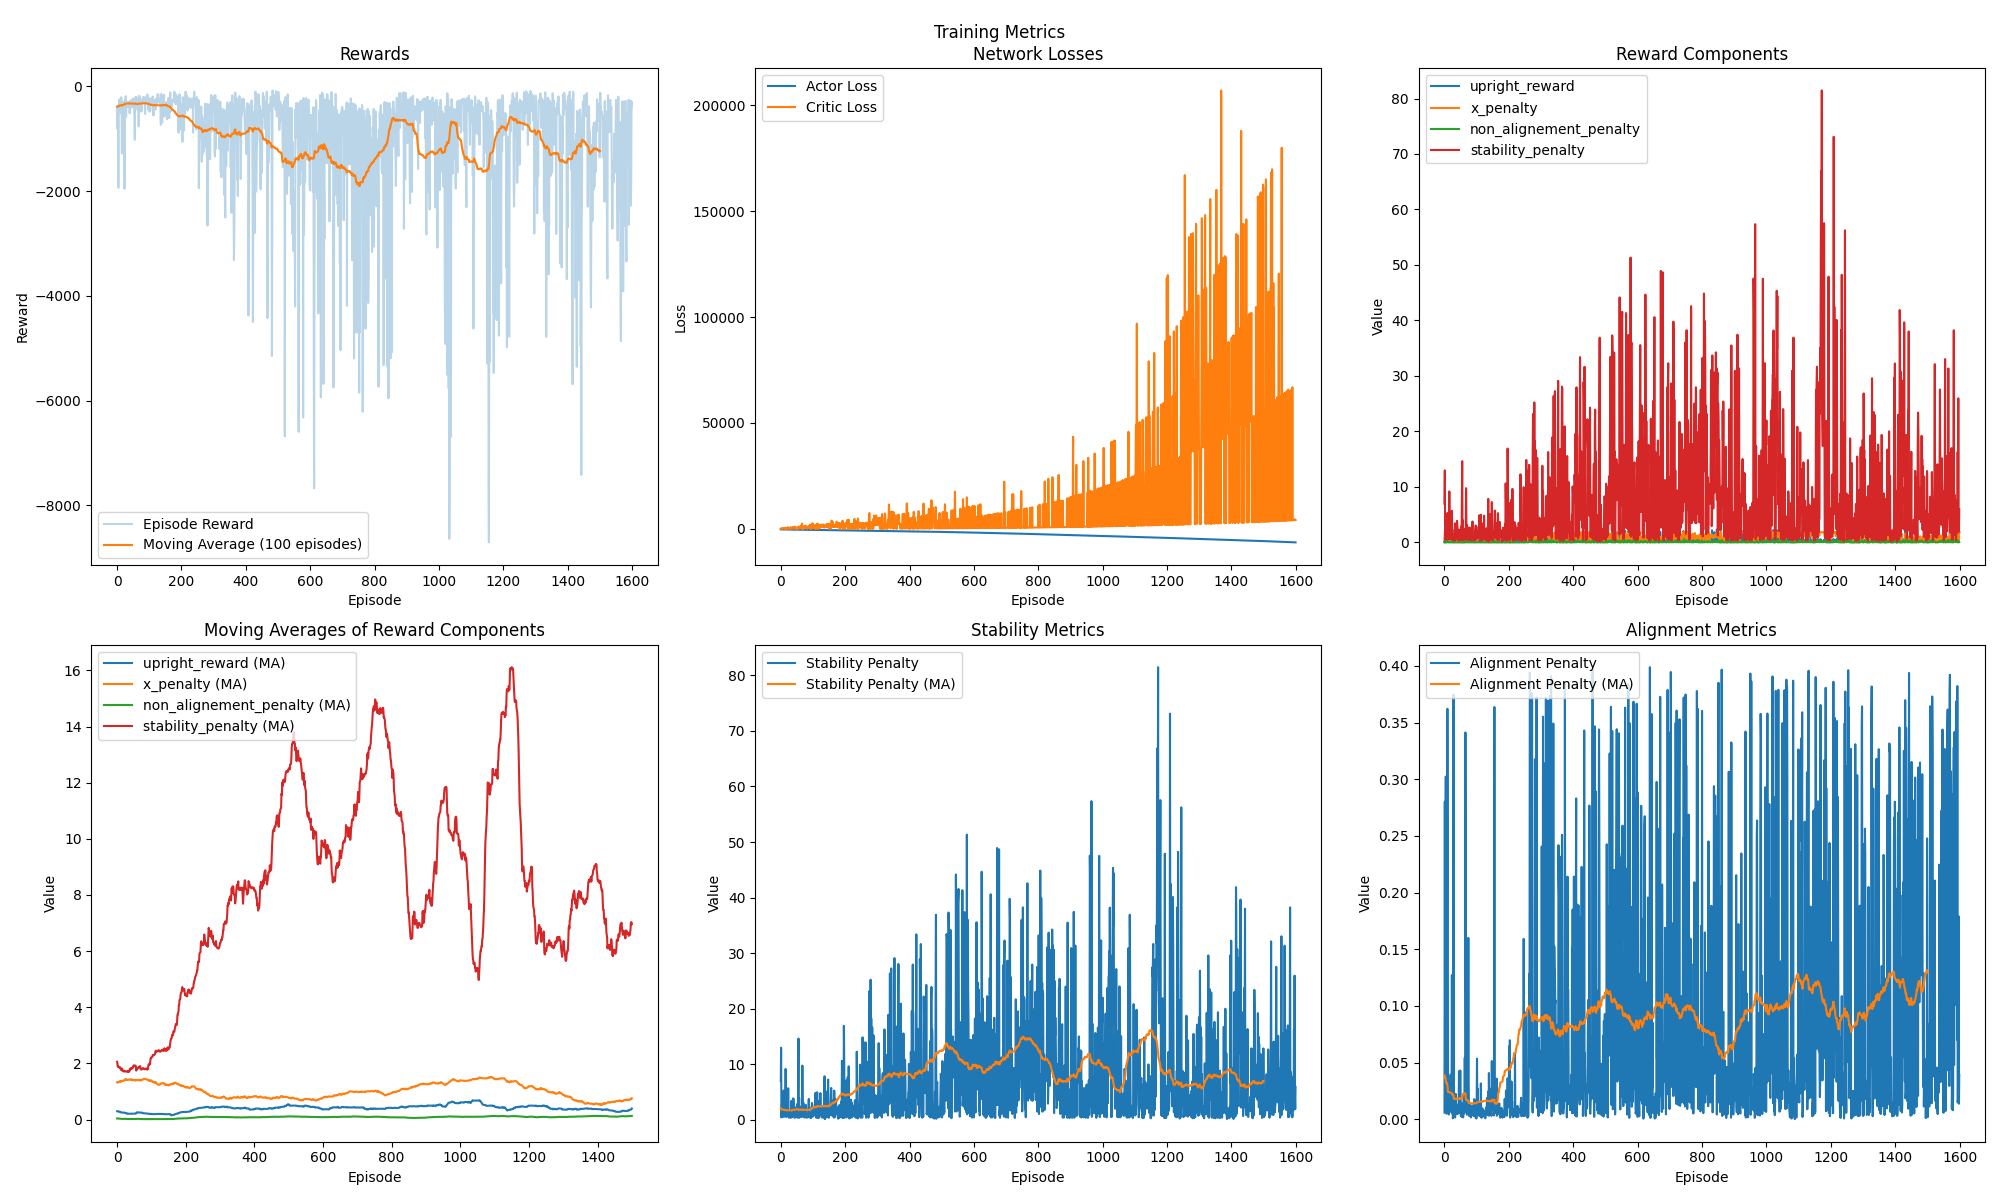 Training Metrics
Rewards
Reward
0
−2000
−4000
−6000
−8000
Episode Reward
Moving Average (100 episodes)
0 200 400 600 800 1000 1200 1400 1600
Episode
Network Losses
Loss
200000
150000
100000
50000
0
Actor Loss
Critic Loss
0 200 400 600 800 1000 1200 1400 1600
Episode
Reward Components
Value
80
70
60
50
40
30
20
10
0
upright_reward
x_penalty
non_alignement_penalty
stability_penalty
0 200 400 600 800 1000 1200 1400 1600
Episode
Moving Averages of Reward Components
Value
16
14
12
10
8
6
4
2
0
upright_reward (MA)
x_penalty (MA)
non_alignement_penalty (MA)
stability_penalty (MA)
0 200 400 600 800 1000 1200 1400
Episode
Stability Metrics
Value
80
70
60
50
40
30
20
10
0
Stability Penalty
Stability Penalty (MA)
0 200 400 600 800 1000 1200 1400 1600
Episode
Alignment Metrics
Value
0.40
0.35
0.30
0.25
0.20
0.15
0.10
0.05
0.00
Alignment Penalty
Alignment Penalty (MA)
0 200 400 600 800 1000 1200 1400 1600
Episode